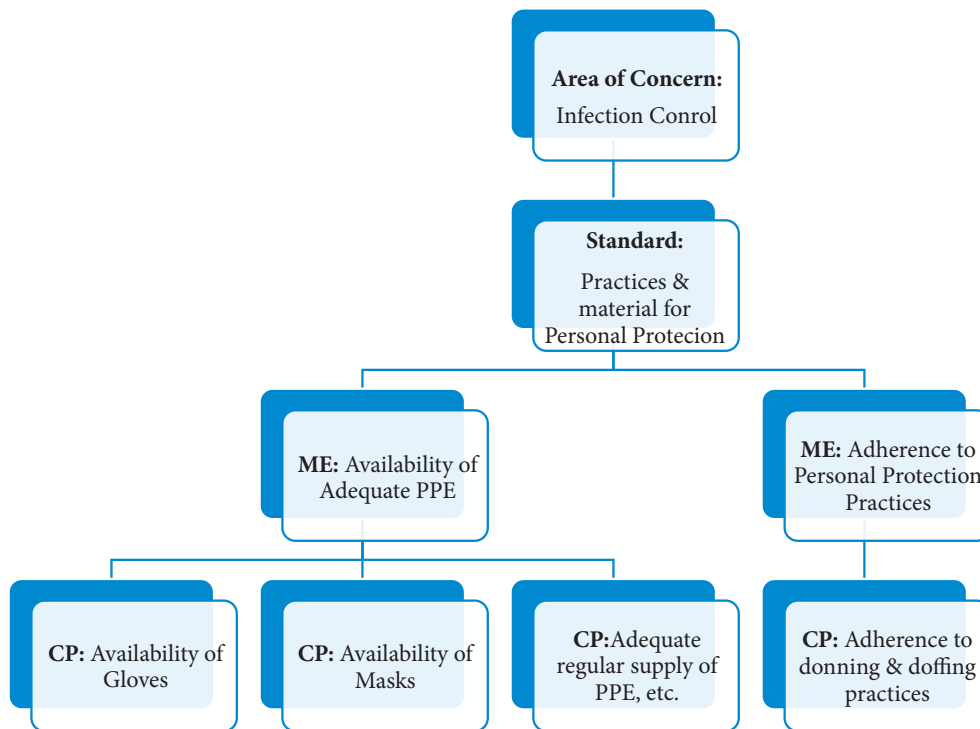 Area of Concern:
Infection Conrol
Standard:
Practices &
material for
Personal Protecion
ME: Availability of
Adequate PPE
ME: Adherence to
Personal Protection
Practices
CP: Availability of
Gloves
CP: Availability of
Masks
CP:Adequate
regular supply of
PPE, etc.
CP: Adherence to
donning & doffing
practices